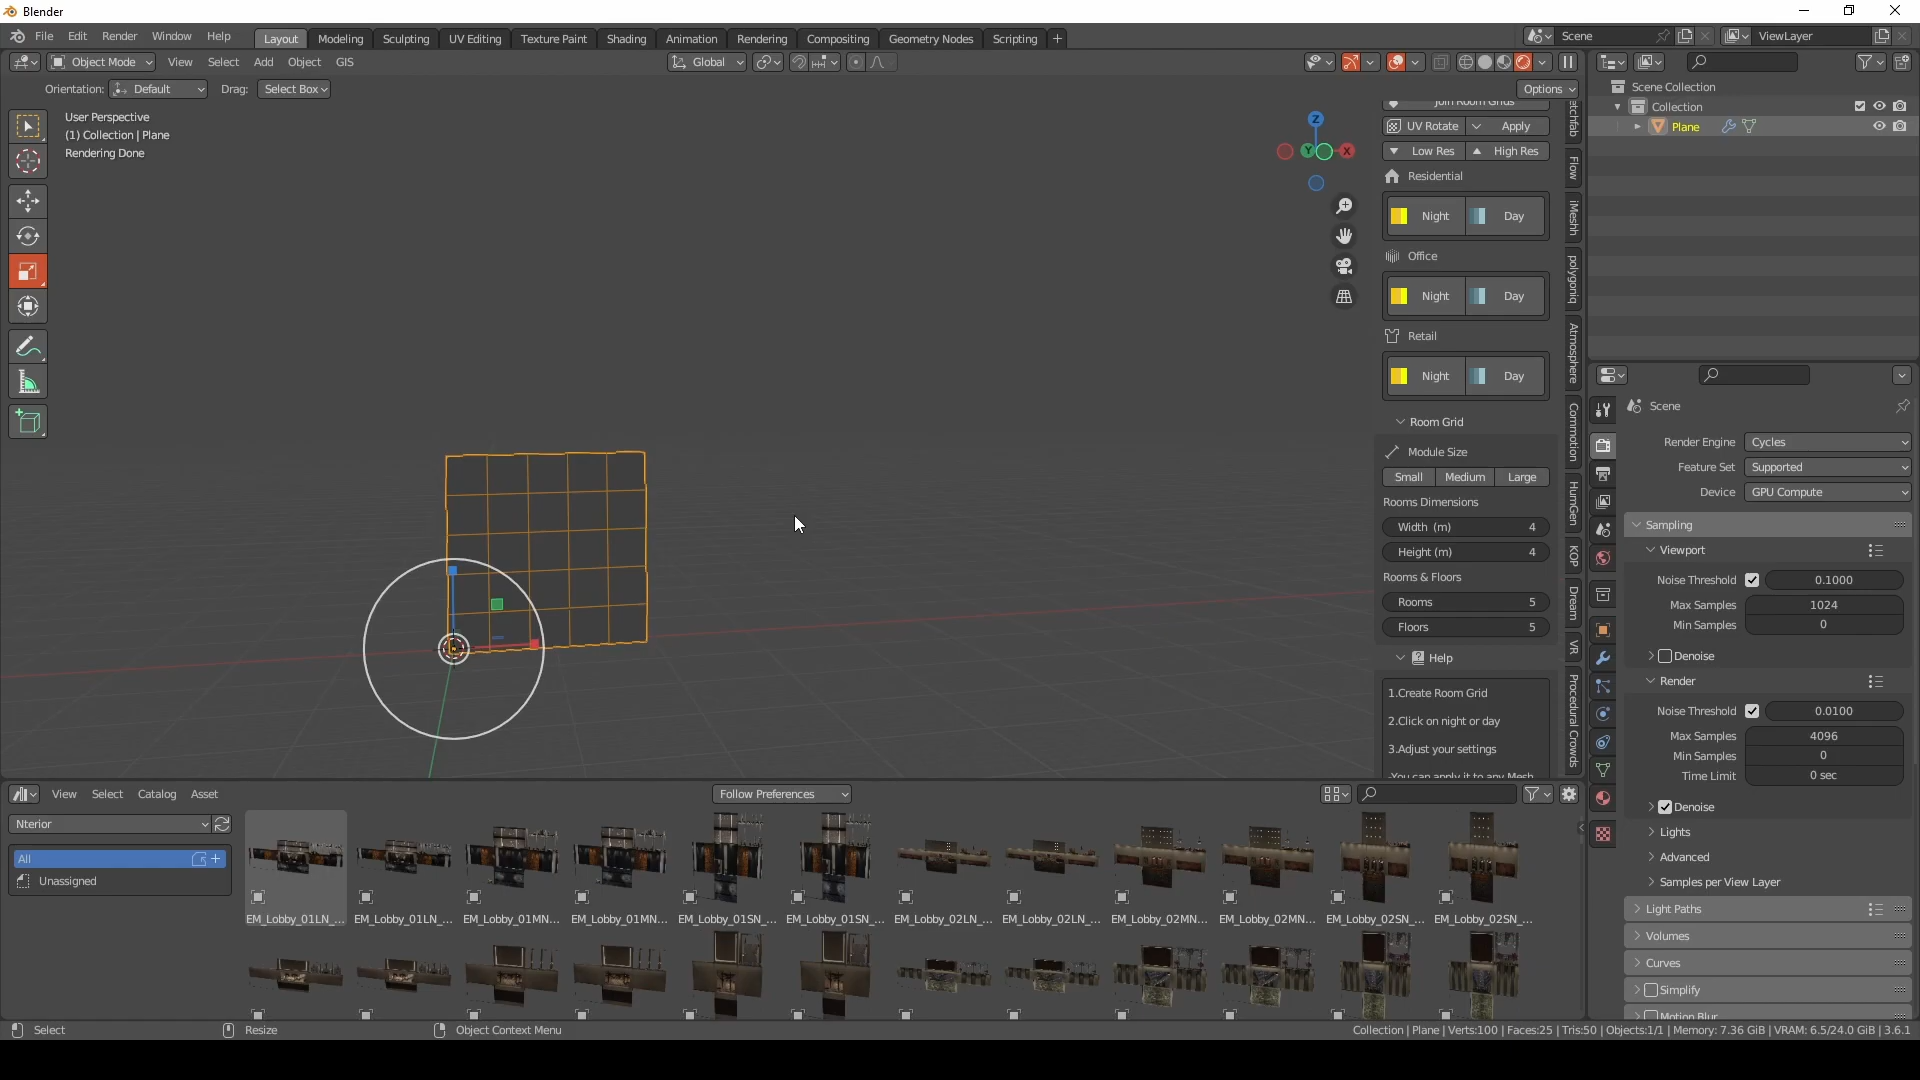 Blender
File Edit Render Window Help
Layout Modeling Sculpting UV Editing Texture Paint Shading Animation Rendering Compositing Geometry Nodes Scripting +
Scene
ViewLayer
Object Mode View Select Add Object GIS
Global
Orientation: Default Drag: Select Box
Options
User Perspective
(1) Collection | Plane
Rendering Done
Z
Y
X
Join Room Grids
UV Rotate Apply
Low Res High Res
Residential
Night Day
Office
Night Day
Retail
Night Day
Room Grid
Module Size
Small Medium Large
Rooms Dimensions
Width (m) 4
Height (m) 4
Rooms & Floors
Rooms 5
Floors 5
Help
1.Create Room Grid
2.Click on night or day
3.Adjust your settings
-You can apply it to any Mesh
etchfab
Flow
iMeshh
polygoniq
Atmosphere
Commotion
HumGen
KOP
Dream
VR
Procedural Crowds
Scene Collection
Collection
Plane
Scene
Render Engine Cycles
Feature Set Supported
Device GPU Compute
Sampling
Viewport
Noise Threshold 0.1000
Max Samples 1024
Min Samples 0
Denoise
Render
Noise Threshold 0.0100
Max Samples 4096
Min Samples 0
Time Limit 0 sec
Denoise
Lights
Advanced
Samples per View Layer
Light Paths
Volumes
Curves
Simplify
Motion Blur
View Select Catalog Asset
Follow Preferences
Nterior
All
Unassigned
EM_Lobby_01LN_... EM_Lobby_01LN_... EM_Lobby_01MN... EM_Lobby_01MN... EM_Lobby_01SN_... EM_Lobby_01SN_... EM_Lobby_02LN_... EM_Lobby_02LN_... EM_Lobby_02MN... EM_Lobby_02MN... EM_Lobby_02SN_... EM_Lobby_02SN_...
Select Resize Object Context Menu
Collection | Plane | Verts:100 | Faces:25 | Tris:50 | Objects:1/1 | Memory: 7.36 GiB | VRAM: 6.5/24.0 GiB | 3.6.1